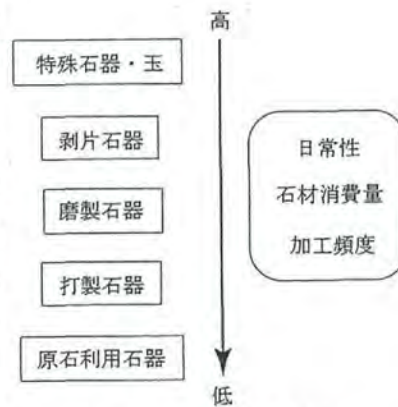 高
特殊石器・玉
剥片石器
磨製石器
打製石器
原石利用石器
低
日常性
石材消費量
加工頻度